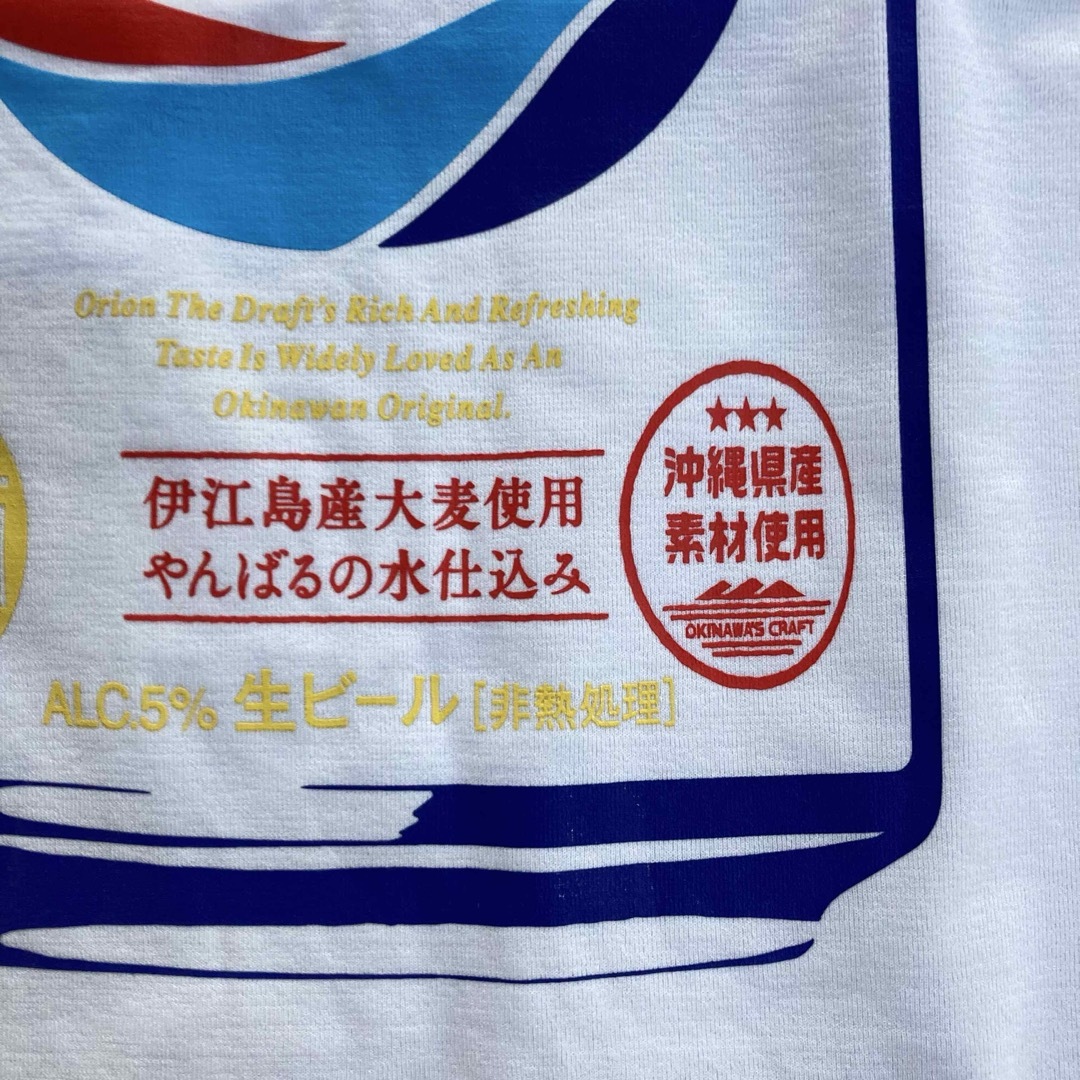 Orion The Draft's Rich And Refreshing
Taste Is Widely Loved As An
Okinawan Original.
伊江島産大麦使用
やんばるの水仕込み
★★★
沖縄県産
素材使用
OKINAWA'S CRAFT
ALC.5% 生ビール [非熱処理]